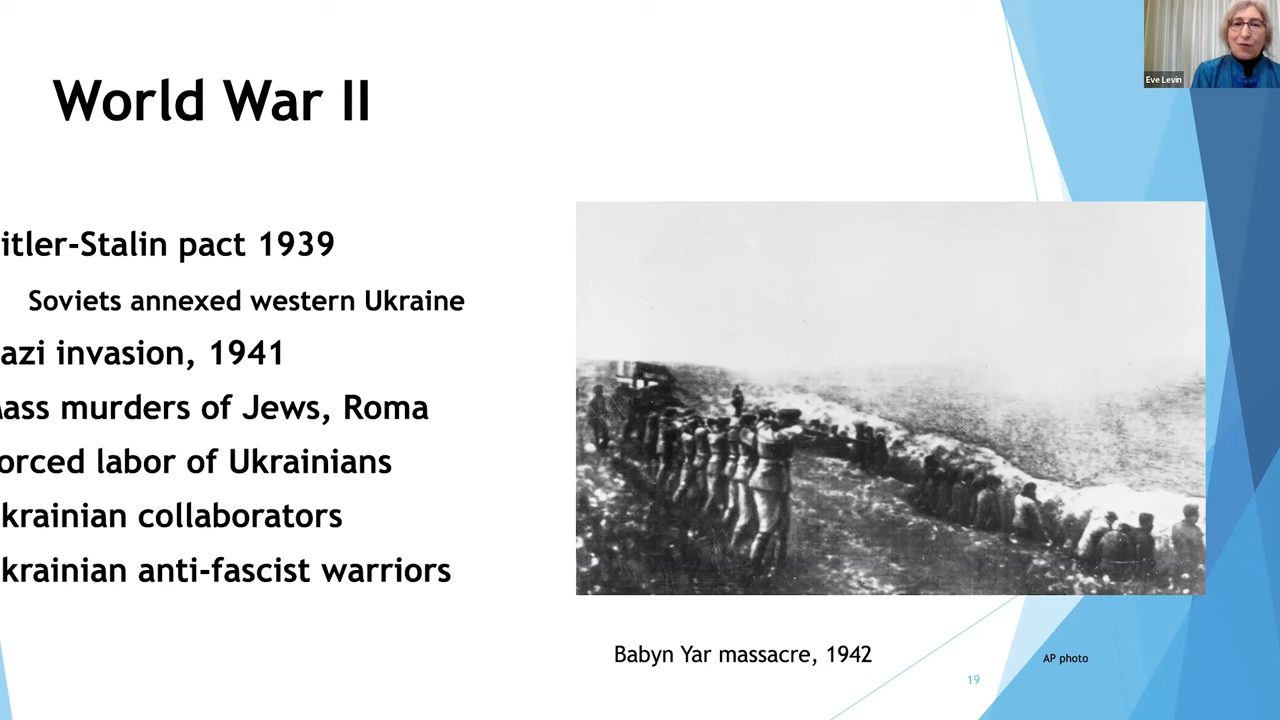 Eve Levin
World War II
itler-Stalin pact 1939
Soviets annexed western Ukraine
azi invasion, 1941
ass murders of Jews, Roma
orced labor of Ukrainians
krainian collaborators
krainian anti-fascist warriors
Babyn Yar massacre, 1942
AP photo
19